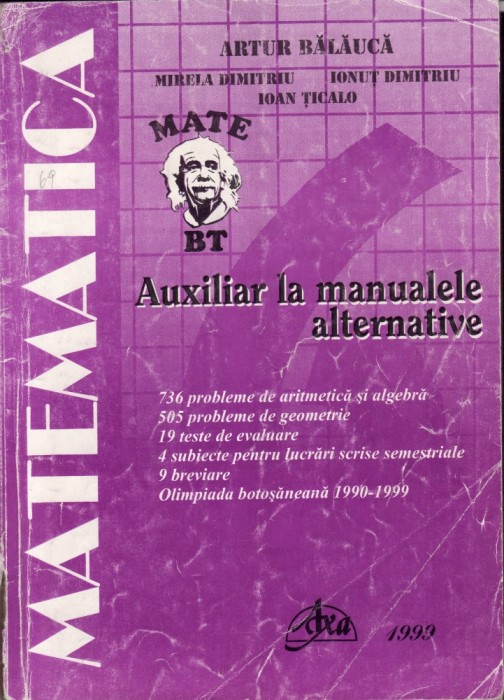 ARTUR BĂLĂUCĂ
MIRELA DIMITRIU IONUȚ DIMITRIU
IOAN ȚICALO
MATE
BT
MATEMATICA
69
Auxiliar la manualele
alternative
736 probleme de aritmetică și algebră
505 probleme de geometrie
19 teste de evaluare
4 subiecte pentru lucrări scrise semestriale
9 breviare
Olimpiada botoșăneană 1990-1999
Axa
1999